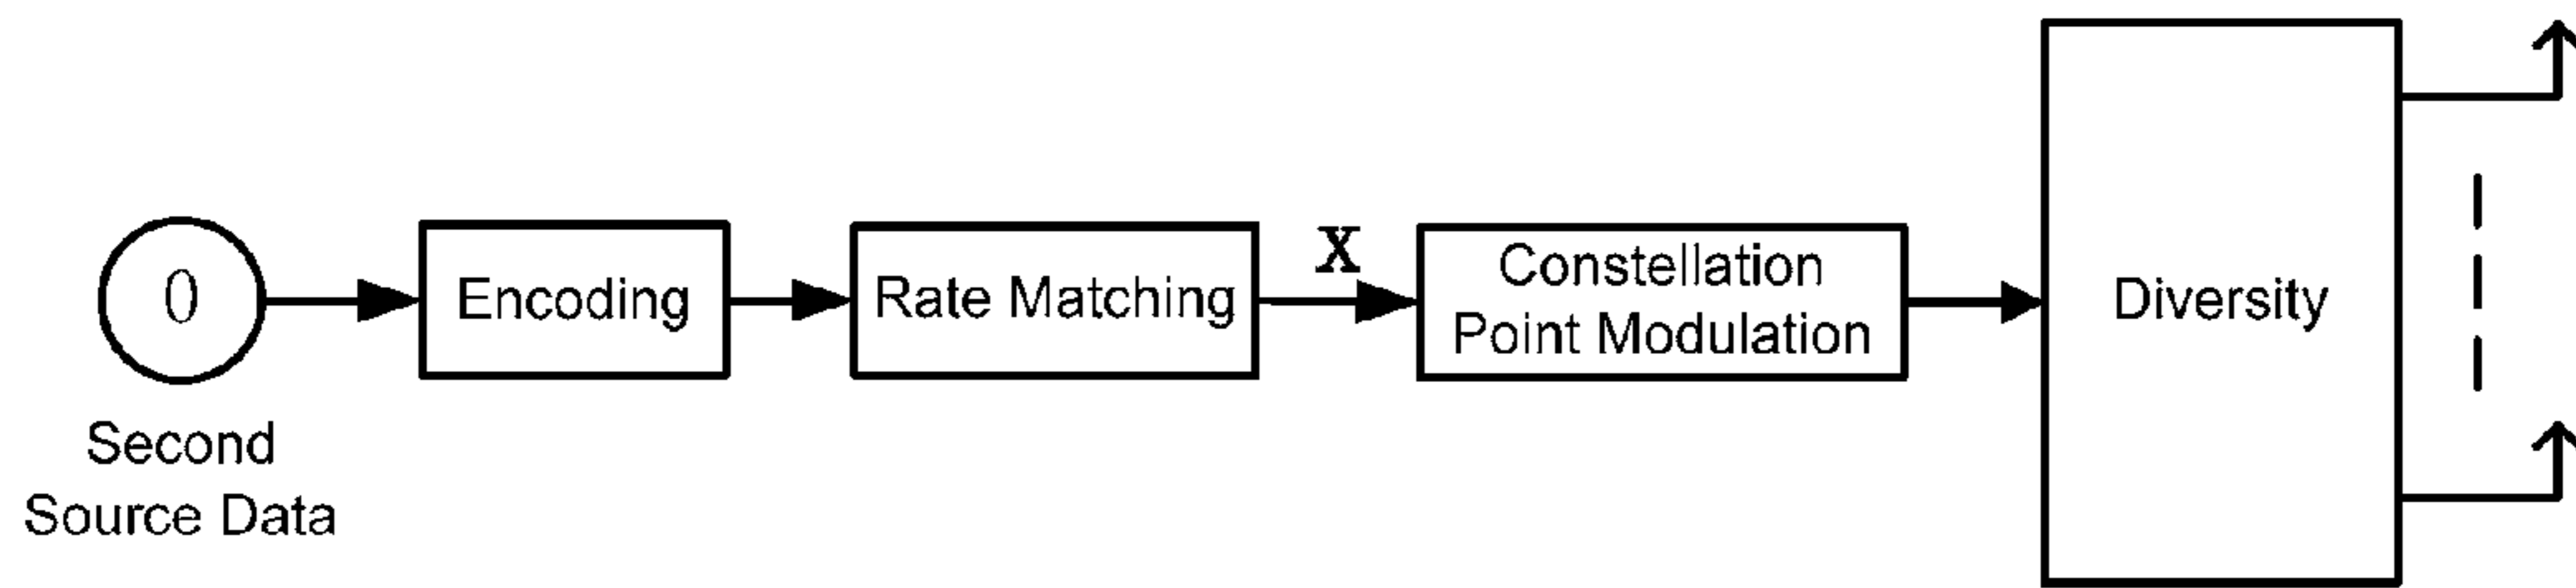 0
Second
Source Data
Encoding
Rate Matching
X
Constellation
Point Modulation
Diversity